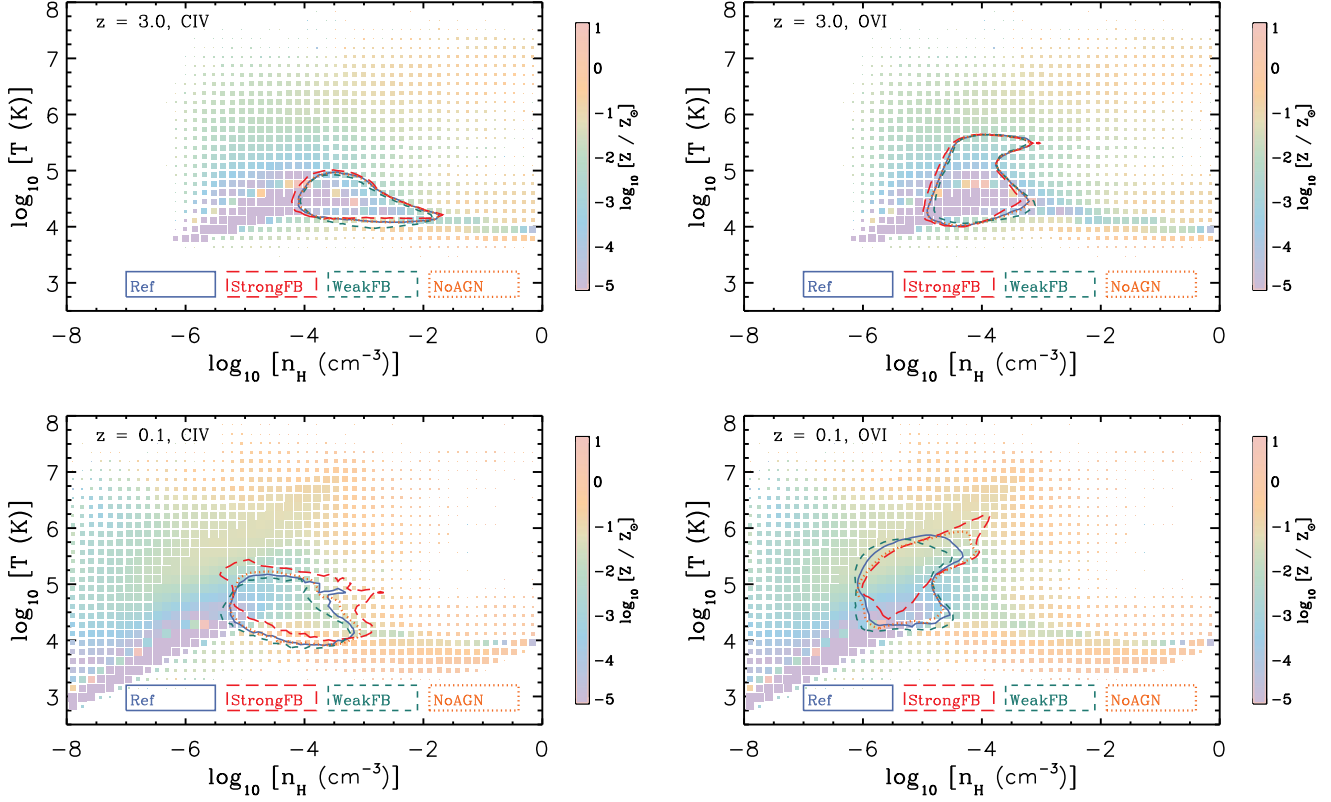 z = 3.0, CIV
8
7
6
5
4
3
log10 [T (K)]
-8
-6
-4
-2
0
log10 [nH (cm−3)]
Ref
StrongFB
WeakFB
NoAGN
1
0
-1
-2
-3
-4
-5
log10 [Z / Z⊙]
z = 3.0, OVI
8
7
6
5
4
3
log10 [T (K)]
-8
-6
-4
-2
0
log10 [nH (cm−3)]
Ref
StrongFB
WeakFB
NoAGN
1
0
-1
-2
-3
-4
-5
log10 [Z / Z⊙]
z = 0.1, CIV
8
7
6
5
4
3
log10 [T (K)]
-8
-6
-4
-2
0
log10 [nH (cm−3)]
Ref
StrongFB
WeakFB
NoAGN
1
0
-1
-2
-3
-4
-5
log10 [Z / Z⊙]
z = 0.1, OVI
8
7
6
5
4
3
log10 [T (K)]
-8
-6
-4
-2
0
log10 [nH (cm−3)]
Ref
StrongFB
WeakFB
NoAGN
1
0
-1
-2
-3
-4
-5
log10 [Z / Z⊙]